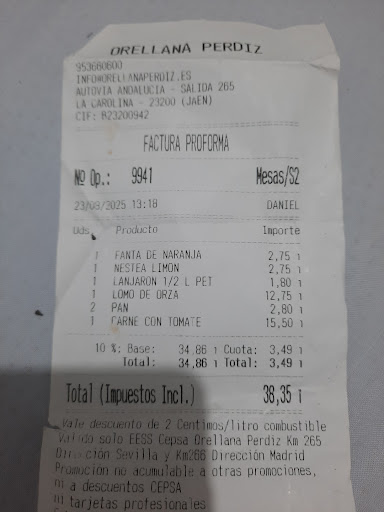 ORELLANA PERDIZ
953660600
INFO@ORELLANAPERDIZ.ES
AUTOVIA ANDALUCIA - SALIDA 265
LA CAROLINA - 23200 (JAEN)
CIF: B23200942
FACTURA PROFORMA
Nº Op.: 9941 Mesas/S2
23/08/2025 13:18 DANIEL
Uds. Producto Importe
1 FANTA DE NARANJA 2,75 ı
1 NESTEA LIMON 2,75 ı
1 LANJARON 1/2 L PET 1,80 ı
1 LOMO DE ORZA 12,75 ı
2 PAN 2,80 ı
1 CARNE CON TOMATE 15,50 ı
10 %: Base: 34,86 ı Cuota: 3,49 ı
Total: 34,86 ı Total: 3,49 ı
Total (Impuestos Incl.) 38,35 ı
Vale descuento de 2 Centimos/litro combustible
Valido solo EESS Cepsa Orellana Perdiz Km 265
Dirección Sevilla y Km266 Dirección Madrid
Promoción no acumulable a otras promociones,
ni a descuentos CEPSA
ni tarjetas profesionales